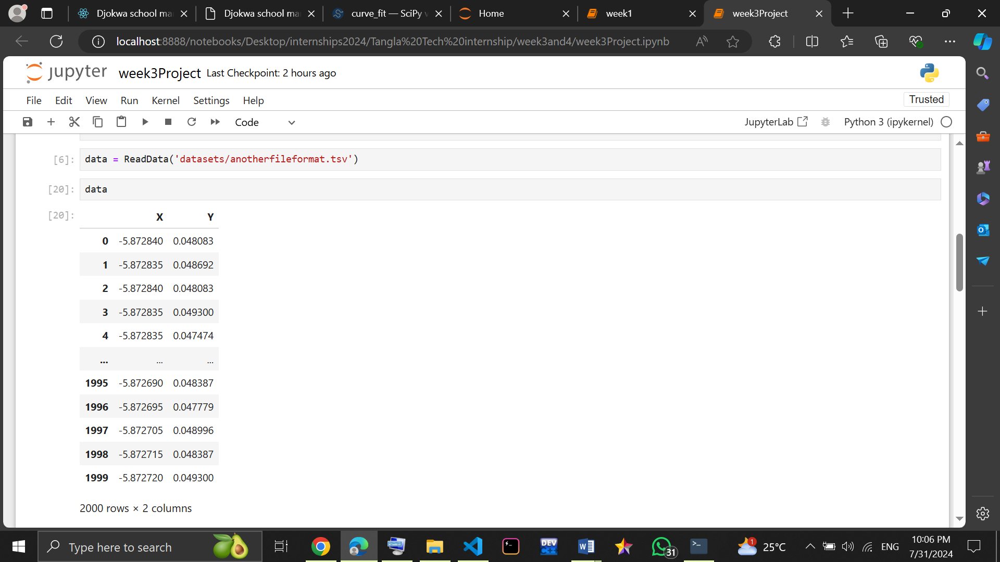 Djokwa school ma
Djokwa school ma
curve_fit — SciPy v
Home
week1
week3Project
localhost:8888/notebooks/Desktop/internships2024/Tangla%20Tech%20internship/week3and4/week3Project.ipynb
jupyter week3Project Last Checkpoint: 2 hours ago
File Edit View Run Kernel Settings Help
Trusted
Code
JupyterLab
Python 3 (ipykernel)
[6]: data = ReadData('datasets/anotherfileformat.tsv')
[20]: data
[20]:
X Y
0 -5.872840 0.048083
1 -5.872835 0.048692
2 -5.872840 0.048083
3 -5.872835 0.049300
4 -5.872835 0.047474
... ... ...
1995 -5.872690 0.048387
1996 -5.872695 0.047779
1997 -5.872705 0.048996
1998 -5.872715 0.048387
1999 -5.872720 0.049300
2000 rows × 2 columns
Type here to search
DEV C++
31
1
25°C
ENG
10:06 PM
7/31/2024